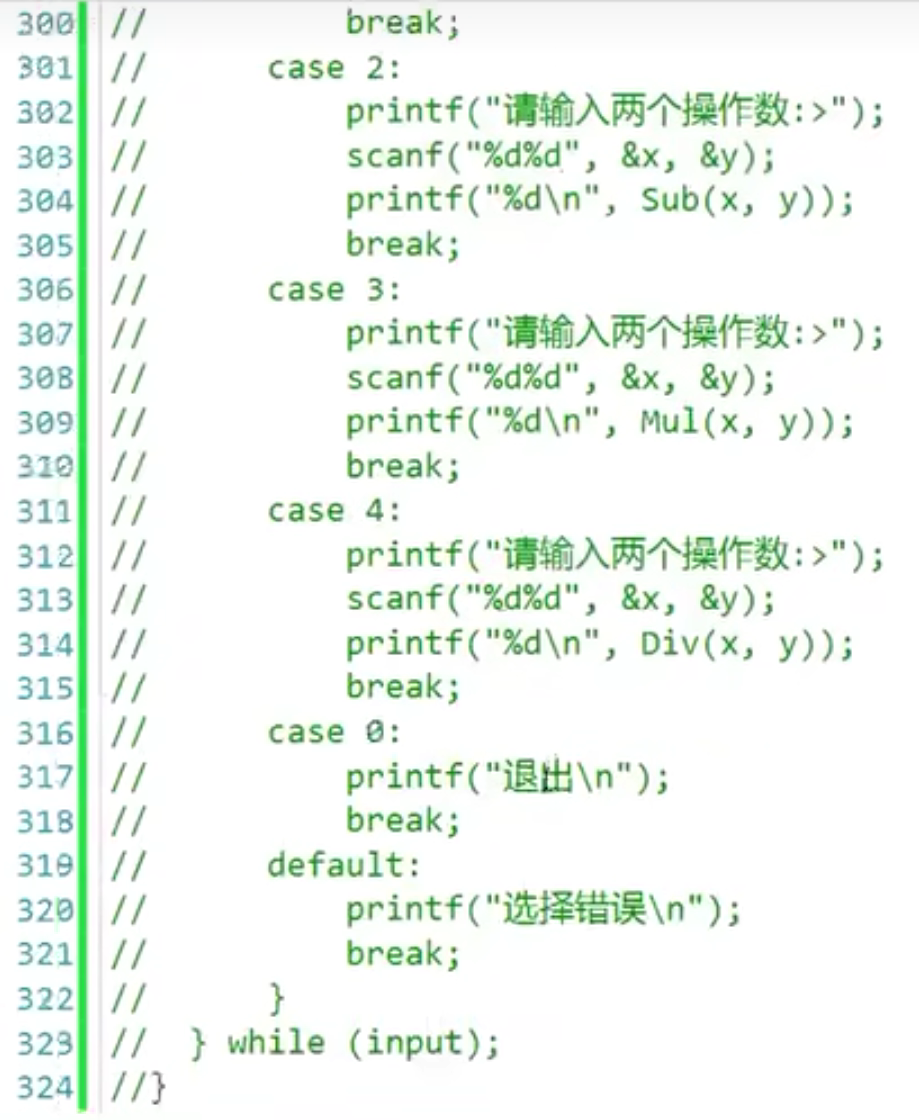 300 //          break;
301 //      case 2:
302 //          printf("请输入两个操作数:>");
303 //          scanf("%d%d", &x, &y);
304 //          printf("%d\n", Sub(x, y));
305 //          break;
306 //      case 3:
307 //          printf("请输入两个操作数:>");
308 //          scanf("%d%d", &x, &y);
309 //          printf("%d\n", Mul(x, y));
310 //          break;
311 //      case 4:
312 //          printf("请输入两个操作数:>");
313 //          scanf("%d%d", &x, &y);
314 //          printf("%d\n", Div(x, y));
315 //          break;
316 //      case 0:
317 //          printf("退出\n");
318 //          break;
319 //      default:
320 //          printf("选择错误\n");
321 //          break;
322 //      }
323 //  } while (input);
324 //}